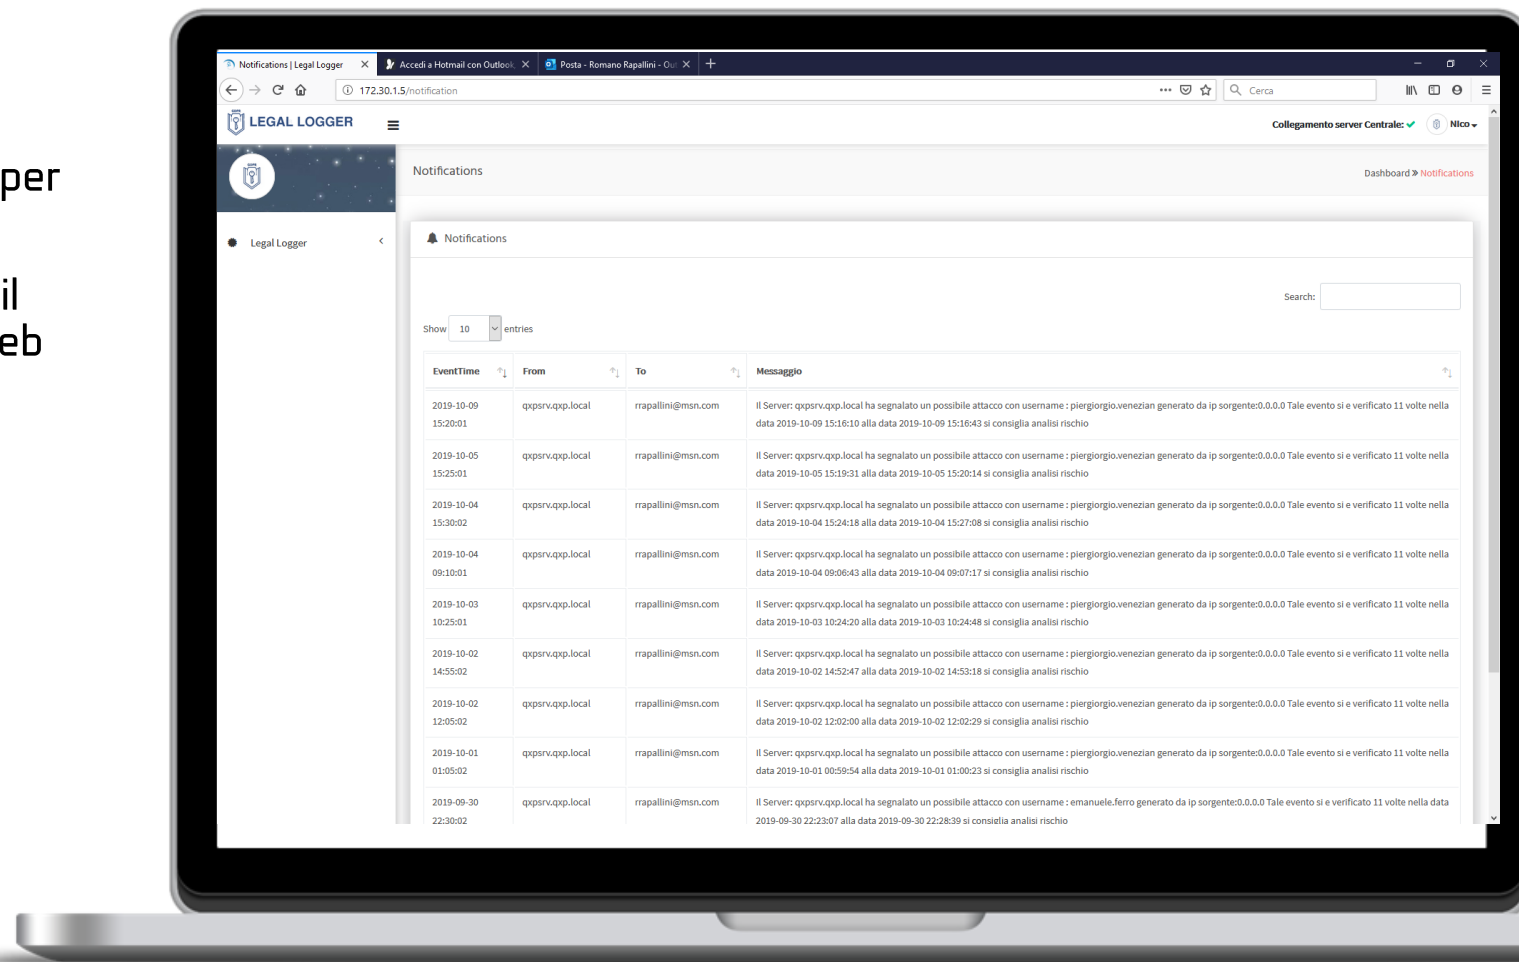 per
il
eb
Notifications | Legal Logger
Accedi a Hotmail con Outlook,
Posta - Romano Rapallini - Out
172.30.1.5/notification
Cerca
LEGAL LOGGER
Collegamento server Centrale:
Nico
Notifications
Dashboard » Notifications
Legal Logger
Notifications
Search:
Show 10 entries
EventTime From To Messaggio
2019-10-09 15:20:01 qxpsrv.qxp.local rrapallini@msn.com Il Server: qxpsrv.qxp.local ha segnalato un possibile attacco con username : piergiorgio.venezian generato da ip sorgente:0.0.0.0 Tale evento si e verificato 11 volte nella
data 2019-10-09 15:16:10 alla data 2019-10-09 15:16:43 si consiglia analisi rischio
2019-10-05 15:25:01 qxpsrv.qxp.local rrapallini@msn.com Il Server: qxpsrv.qxp.local ha segnalato un possibile attacco con username : piergiorgio.venezian generato da ip sorgente:0.0.0.0 Tale evento si e verificato 11 volte nella
data 2019-10-05 15:19:31 alla data 2019-10-05 15:20:14 si consiglia analisi rischio
2019-10-04 15:30:02 qxpsrv.qxp.local rrapallini@msn.com Il Server: qxpsrv.qxp.local ha segnalato un possibile attacco con username : piergiorgio.venezian generato da ip sorgente:0.0.0.0 Tale evento si e verificato 11 volte nella
data 2019-10-04 15:24:18 alla data 2019-10-04 15:27:08 si consiglia analisi rischio
2019-10-04 09:10:01 qxpsrv.qxp.local rrapallini@msn.com Il Server: qxpsrv.qxp.local ha segnalato un possibile attacco con username : piergiorgio.venezian generato da ip sorgente:0.0.0.0 Tale evento si e verificato 11 volte nella
data 2019-10-04 09:06:43 alla data 2019-10-04 09:07:17 si consiglia analisi rischio
2019-10-03 10:25:01 qxpsrv.qxp.local rrapallini@msn.com Il Server: qxpsrv.qxp.local ha segnalato un possibile attacco con username : piergiorgio.venezian generato da ip sorgente:0.0.0.0 Tale evento si e verificato 11 volte nella
data 2019-10-03 10:24:20 alla data 2019-10-03 10:24:48 si consiglia analisi rischio
2019-10-02 14:55:02 qxpsrv.qxp.local rrapallini@msn.com Il Server: qxpsrv.qxp.local ha segnalato un possibile attacco con username : piergiorgio.venezian generato da ip sorgente:0.0.0.0 Tale evento si e verificato 11 volte nella
data 2019-10-02 14:52:47 alla data 2019-10-02 14:53:18 si consiglia analisi rischio
2019-10-02 12:05:02 qxpsrv.qxp.local rrapallini@msn.com Il Server: qxpsrv.qxp.local ha segnalato un possibile attacco con username : piergiorgio.venezian generato da ip sorgente:0.0.0.0 Tale evento si e verificato 11 volte nella
data 2019-10-02 12:02:00 alla data 2019-10-02 12:02:29 si consiglia analisi rischio
2019-10-01 01:05:02 qxpsrv.qxp.local rrapallini@msn.com Il Server: qxpsrv.qxp.local ha segnalato un possibile attacco con username : piergiorgio.venezian generato da ip sorgente:0.0.0.0 Tale evento si e verificato 11 volte nella
data 2019-10-01 00:59:54 alla data 2019-10-01 01:00:23 si consiglia analisi rischio
2019-09-30 22:30:02 qxpsrv.qxp.local rrapallini@msn.com Il Server: qxpsrv.qxp.local ha segnalato un possibile attacco con username : emanuele.ferro generato da ip sorgente:0.0.0.0 Tale evento si e verificato 11 volte nella data
2019-09-30 22:23:07 alla data 2019-09-30 22:28:39 si consiglia analisi rischio